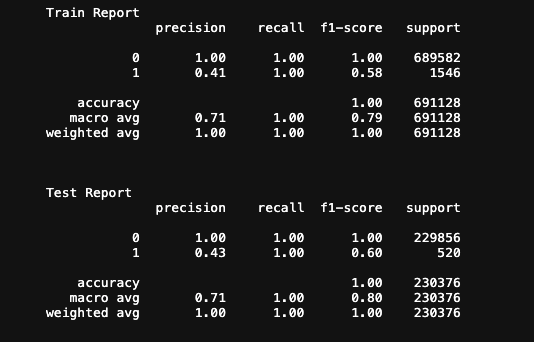 Train Report
precision recall f1-score support
0 1.00 1.00 1.00 689582
1 0.41 1.00 0.58 1546
accuracy 1.00 691128
macro avg 0.71 1.00 0.79 691128
weighted avg 1.00 1.00 1.00 691128
Test Report
precision recall f1-score support
0 1.00 1.00 1.00 229856
1 0.43 1.00 0.60 520
accuracy 1.00 230376
macro avg 0.71 1.00 0.80 230376
weighted avg 1.00 1.00 1.00 230376